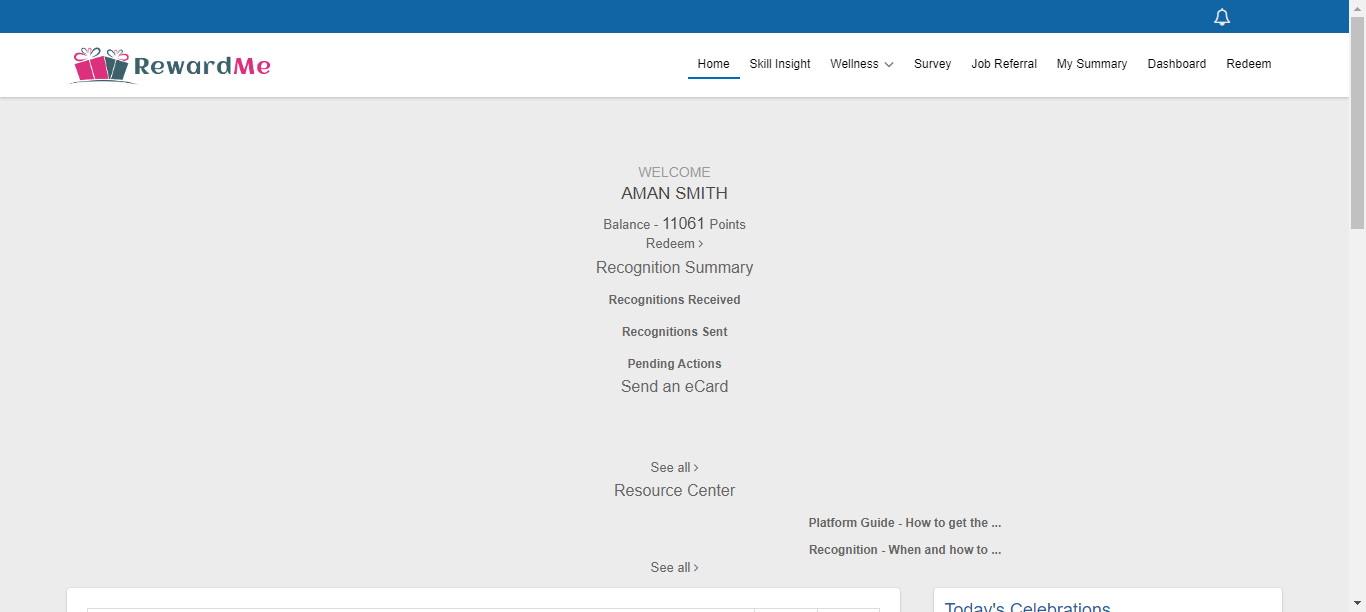 RewardMe
Home Skill Insight Wellness Survey Job Referral My Summary Dashboard Redeem
WELCOME
AMAN SMITH
Balance - 11061 Points
Redeem >
Recognition Summary
Recognitions Received
Recognitions Sent
Pending Actions
Send an eCard
See all >
Resource Center
Platform Guide - How to get the ...
Recognition - When and how to ...
See all >
Today's Celebrations